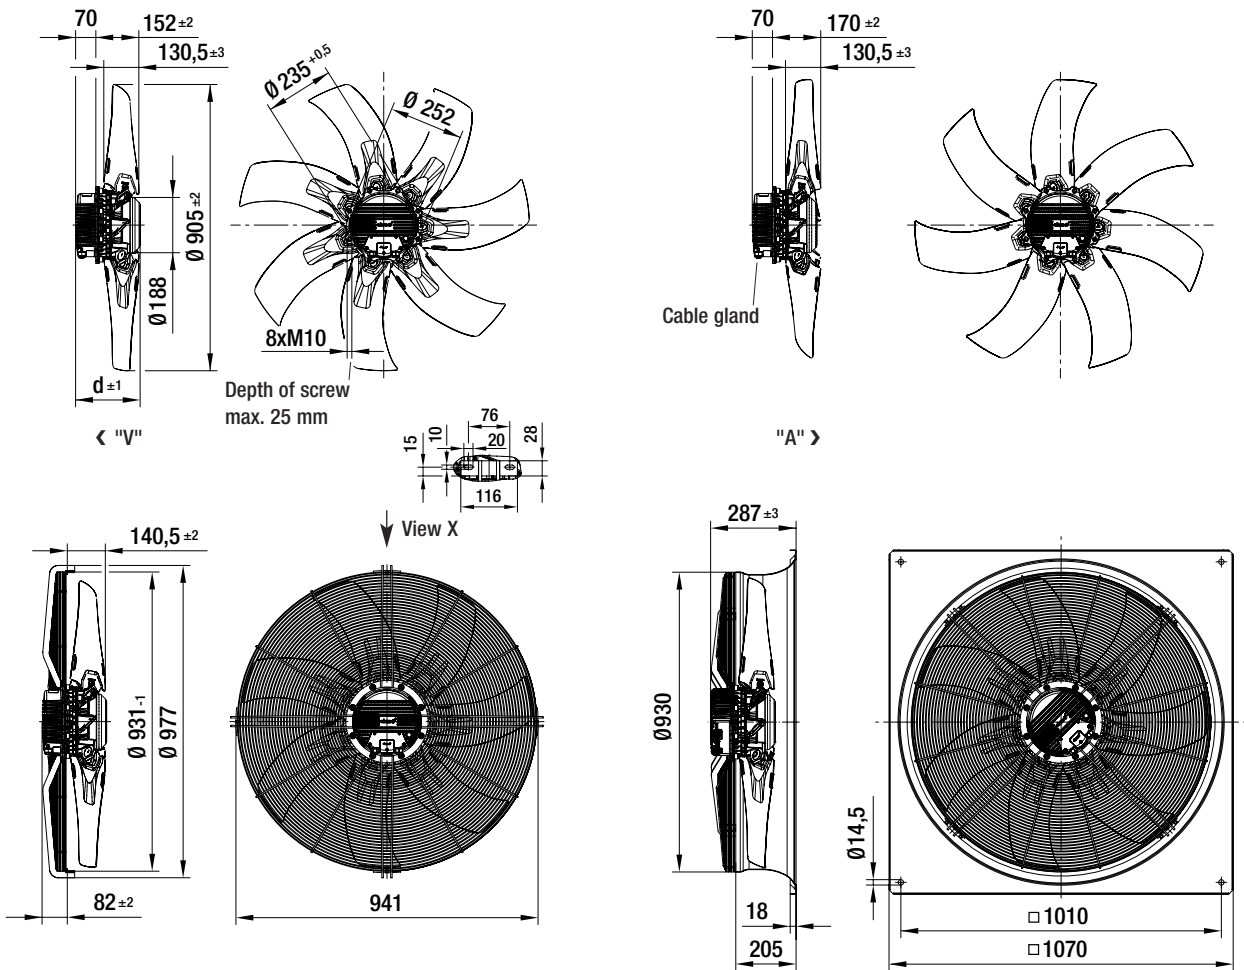 70
152 ±2
130,5 ±3
Ø 235 +0,5
Ø 252
Ø 905 ±2
Ø 188
8xM10
Depth of screw
max. 25 mm
d ±1
❮ "V"
70
170 ±2
130,5 ±3
Cable gland
"A" ❯
76
10
20
28
15
116
View X
140,5 ±2
Ø 931-1
Ø 977
82 ±2
941
287 ±3
Ø930
18
205
Ø14,5
□ 1010
□ 1070